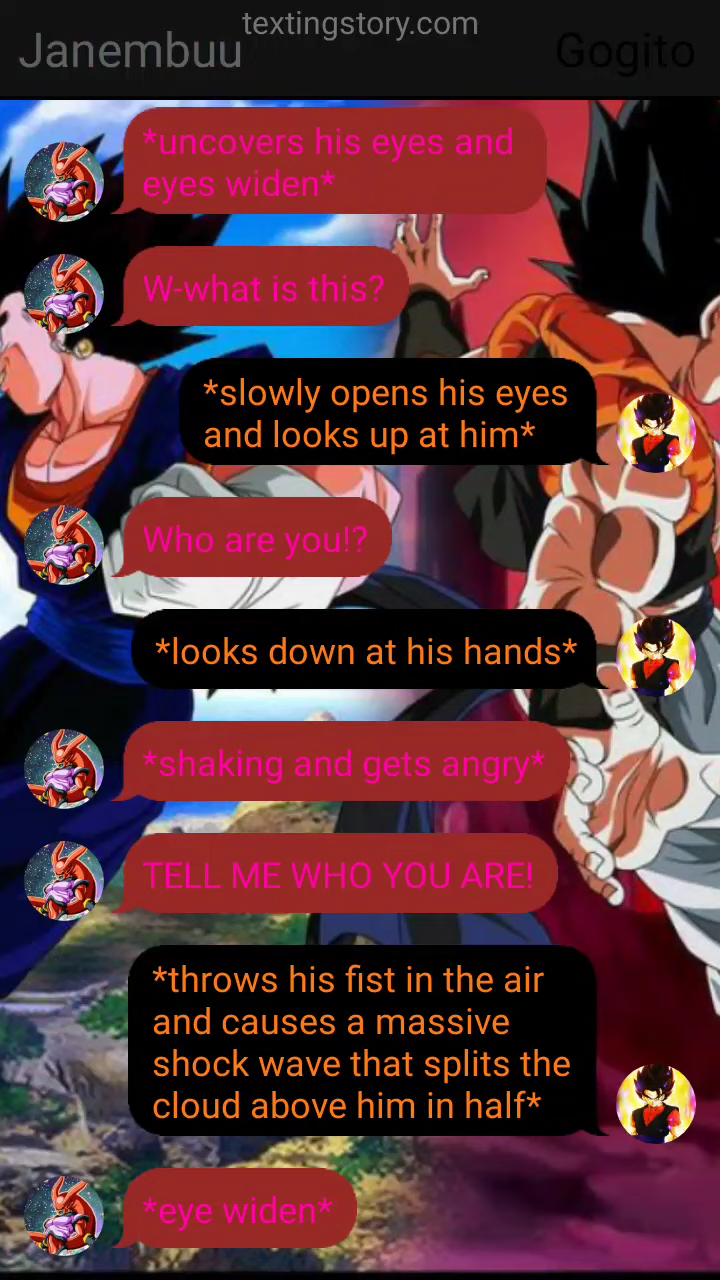 textingstory.com
Janembuu
Gogito
*uncovers his eyes and
eyes widen*
W-what is this?
*slowly opens his eyes
and looks up at him*
Who are you!?
*looks down at his hands*
*shaking and gets angry*
TELL ME WHO YOU ARE!
*throws his fist in the air
and causes a massive
shock wave that splits the
cloud above him in half*
*eye widen*